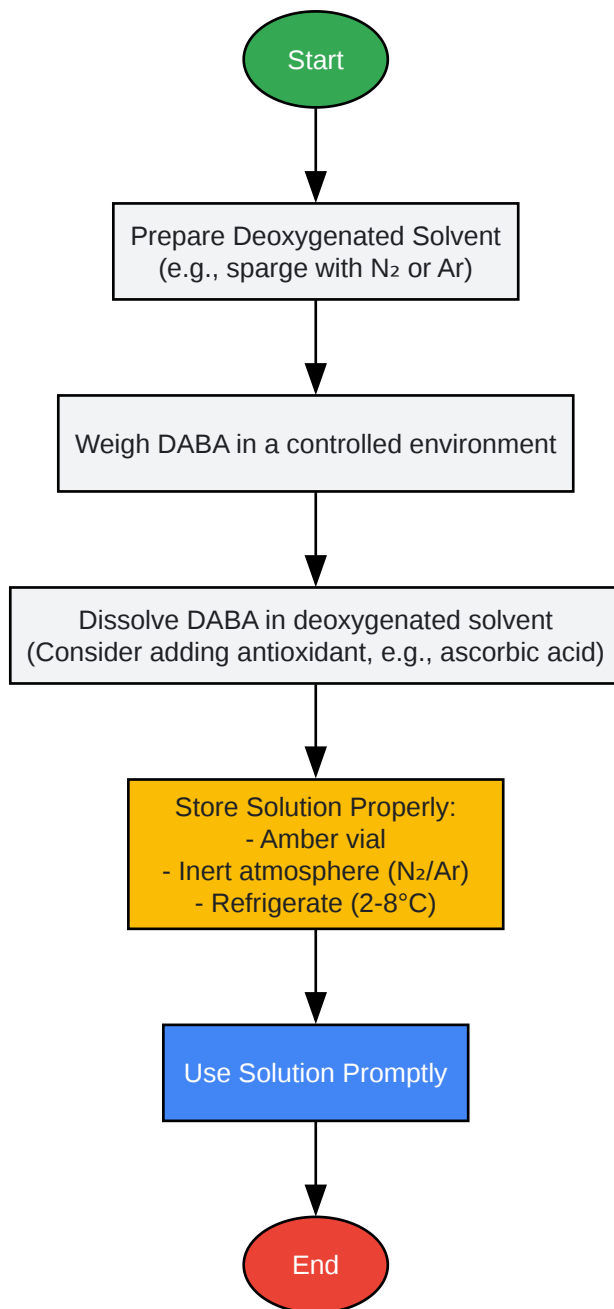 Start
Prepare Deoxygenated Solvent
(e.g., sparge with N₂ or Ar)
Weigh DABA in a controlled environment
Dissolve DABA in deoxygenated solvent
(Consider adding antioxidant, e.g., ascorbic acid)
Store Solution Properly:
- Amber vial
- Inert atmosphere (N₂/Ar)
- Refrigerate (2-8°C)
Use Solution Promptly
End